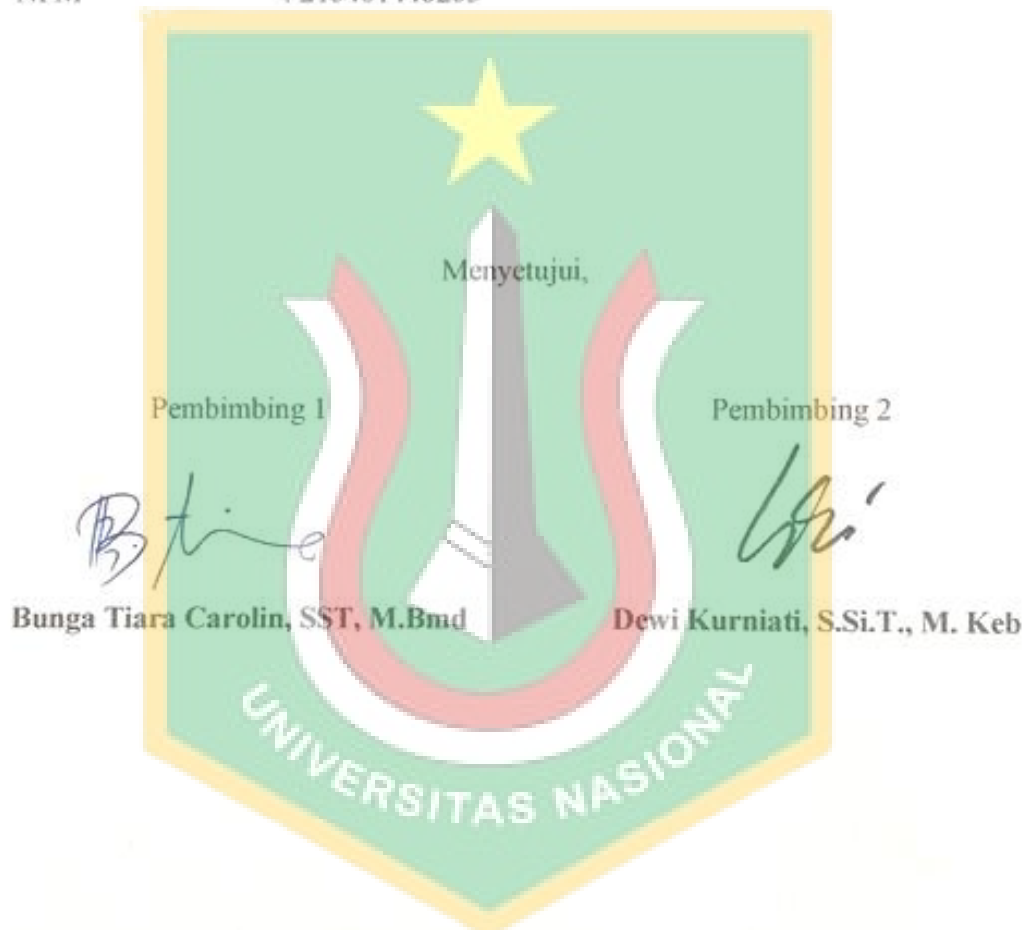 Menyetujui,
Pembimbing 1 Pembimbing 2
Bunga Tiara Carolin, SST, M.Bmd Dewi Kurniati, S.Si.T., M. Keb
UNIVERSITAS NASIONAL